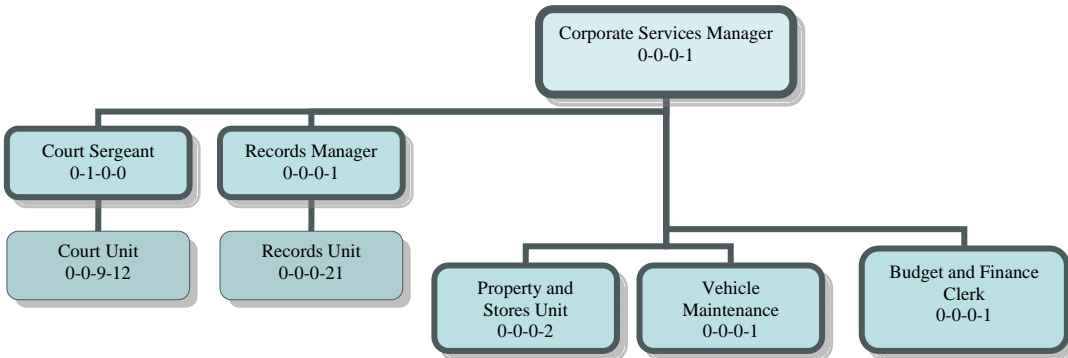 Corporate Services Manager
0-0-0-1
Court Sergeant
0-1-0-0
Records Manager
0-0-0-1
Court Unit
0-0-9-12
Records Unit
0-0-0-21
Property and
Stores Unit
0-0-0-2
Vehicle
Maintenance
0-0-0-1
Budget and Finance
Clerk
0-0-0-1